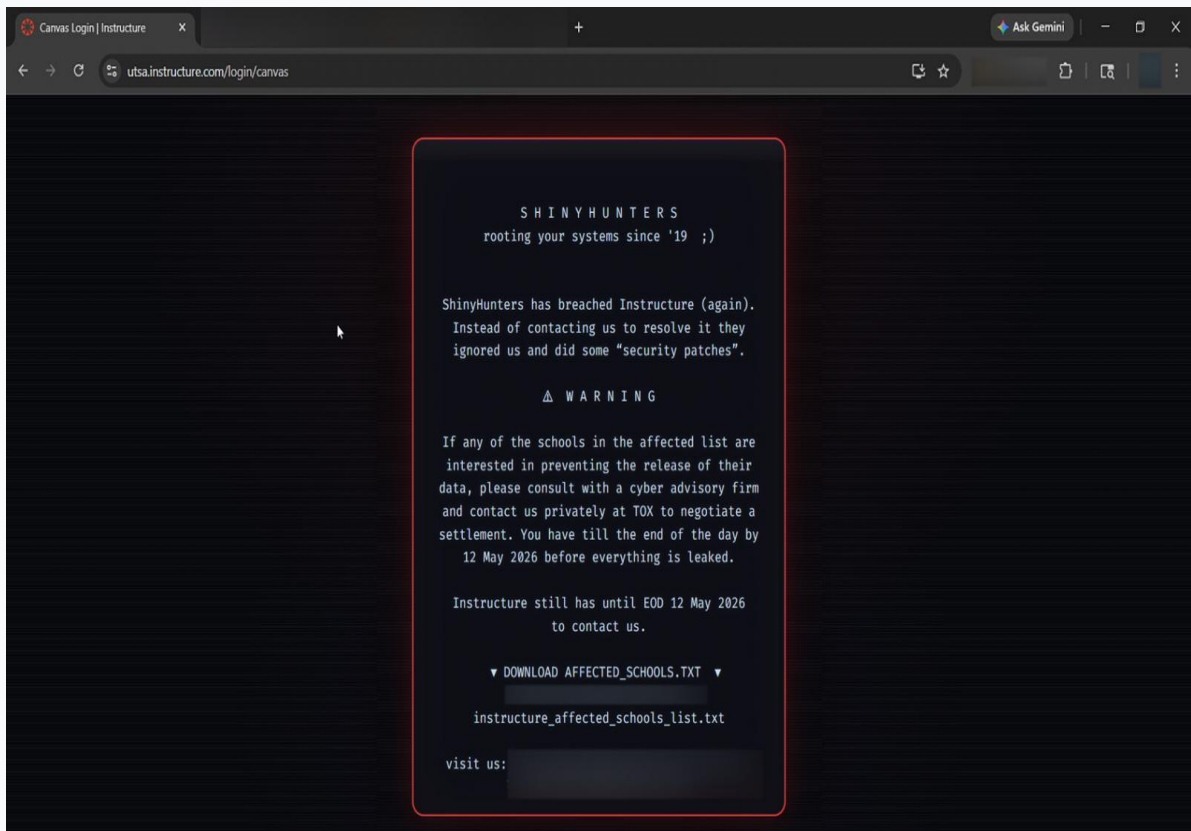 Canvas Login | Instructure
Ask Gemini
utsa.instructure.com/login/canvas
S H I N Y H U N T E R S
rooting your systems since '19 ;)
ShinyHunters has breached Instructure (again).
Instead of contacting us to resolve it they
ignored us and did some “security patches”.
⚠ W A R N I N G
If any of the schools in the affected list are
interested in preventing the release of their
data, please consult with a cyber advisory firm
and contact us privately at TOX to negotiate a
settlement. You have till the end of the day by
12 May 2026 before everything is leaked.
Instructure still has until EOD 12 May 2026
to contact us.
▼ DOWNLOAD AFFECTED_SCHOOLS.TXT ▼
instructure_affected_schools_list.txt
visit us: